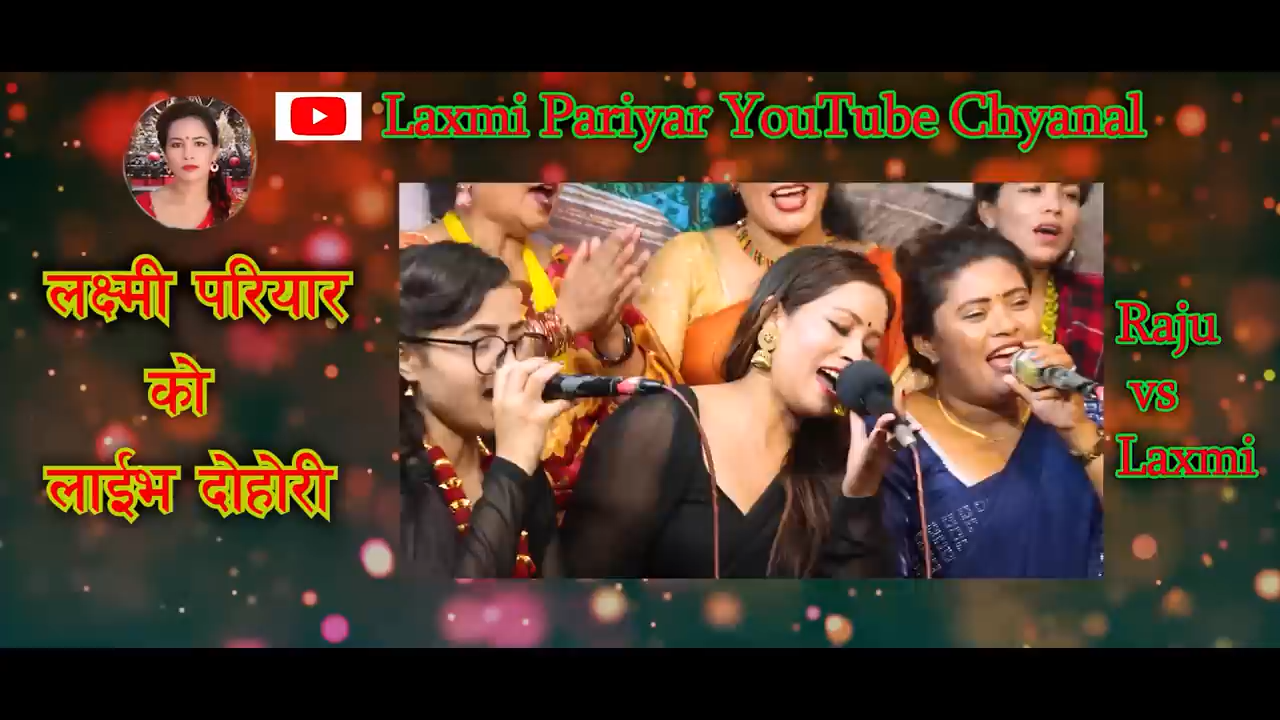 Laxmi Pariyar YouTube Chyanal
लक्ष्मी परियार
को
लाईभ दोहोरी
Raju
vs
Laxmi